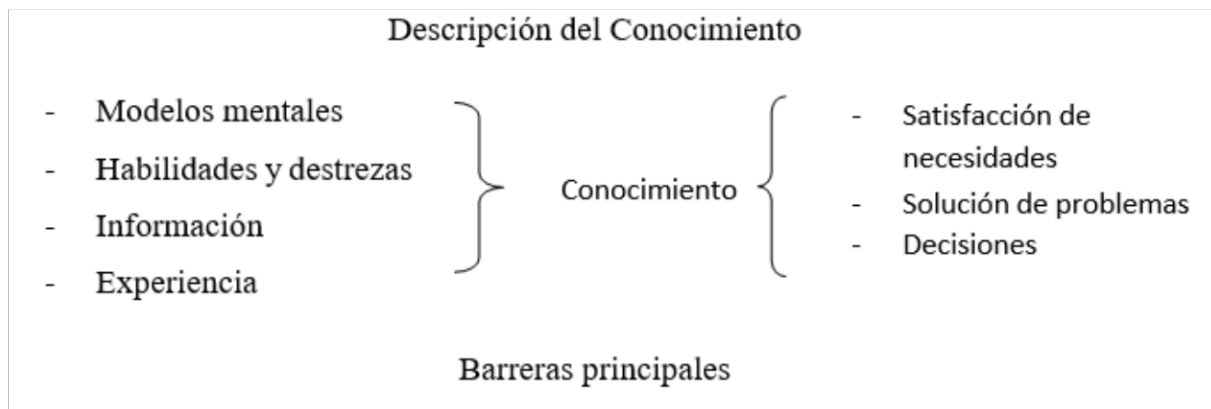 Descripción del Conocimiento
- Modelos mentales
- Habilidades y destrezas
- Información
- Experiencia
Conocimiento
- Satisfacción de
necesidades
- Solución de problemas
- Decisiones
Barreras principales